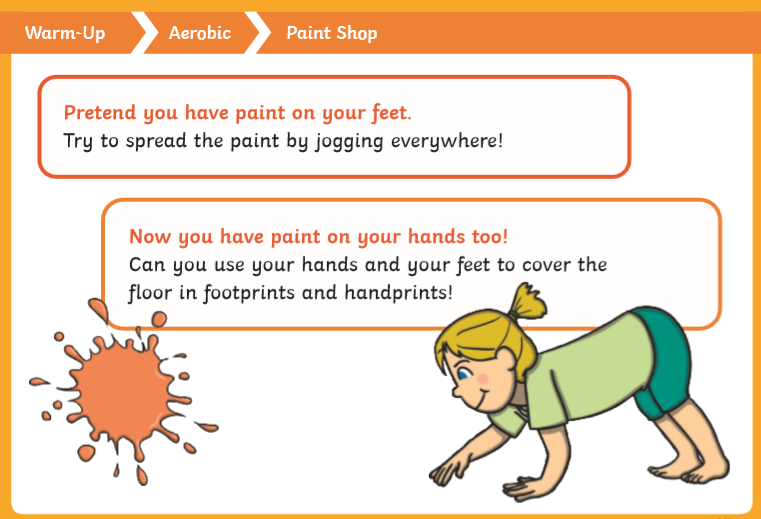 Warm-Up Aerobic Paint Shop
Pretend you have paint on your feet.
Try to spread the paint by jogging everywhere!
Now you have paint on your hands too!
Can you use your hands and your feet to cover the
floor in footprints and handprints!